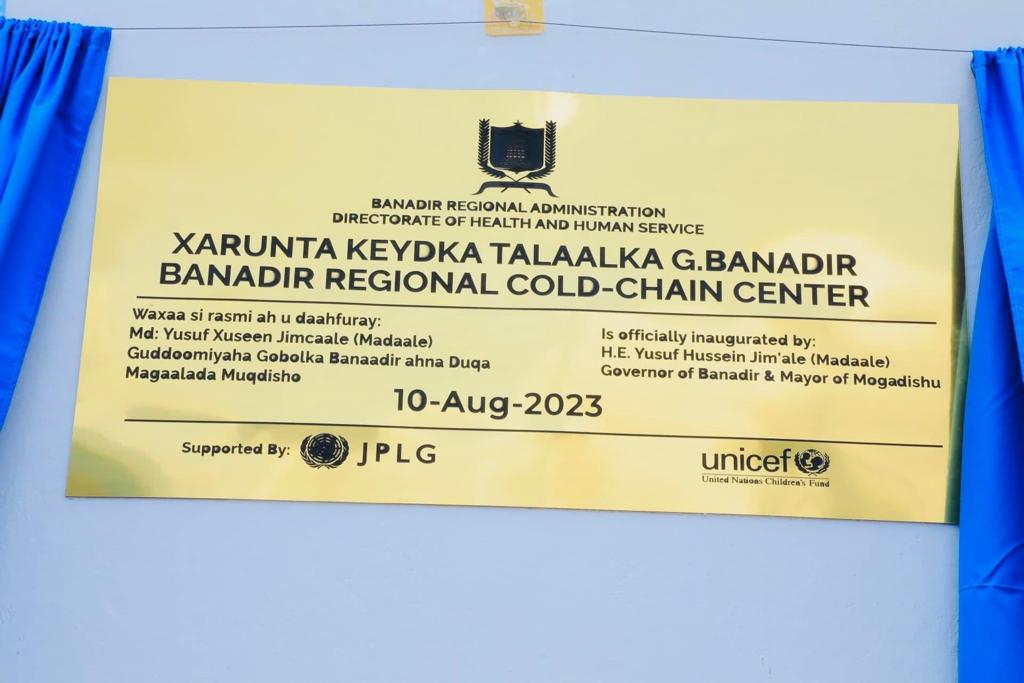 BANADIR REGIONAL ADMINISTRATION
DIRECTORATE OF HEALTH AND HUMAN SERVICE
XARUNTA KEYDKA TALAALKA G.BANADIR
BANADIR REGIONAL COLD-CHAIN CENTER
Waxaa si rasmi ah u daahfuray:
Md: Yusuf Xuseen Jimcaale (Madaale)
Guddoomiyaha Gobolka Banaadir ahna Duqa
Magaalada Muqdisho
Is officially inaugurated by:
H.E. Yusuf Hussein Jim'ale (Madaale)
Governor of Banadir & Mayor of Mogadishu
10-Aug-2023
Supported By: JPLG
unicef
United Nations Children's Fund